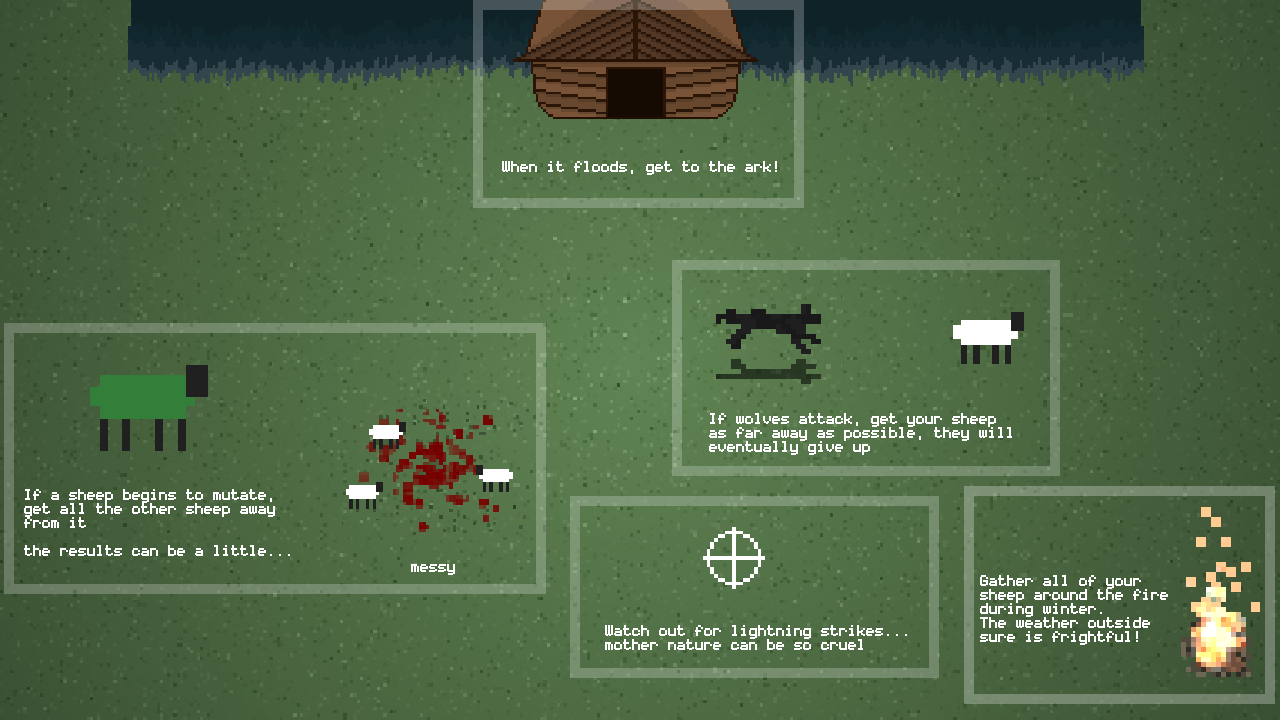 When it floods, get to the ark!
If wolves attack, get your sheep
as far away as possible, they will
eventually give up
If a sheep begins to mutate,
get all the other sheep away
from it
the results can be a little...
messy
Watch out for lightning strikes...
mother nature can be so cruel
Gather all of your
sheep around the fire
during winter.
The weather outside
sure is frightful!